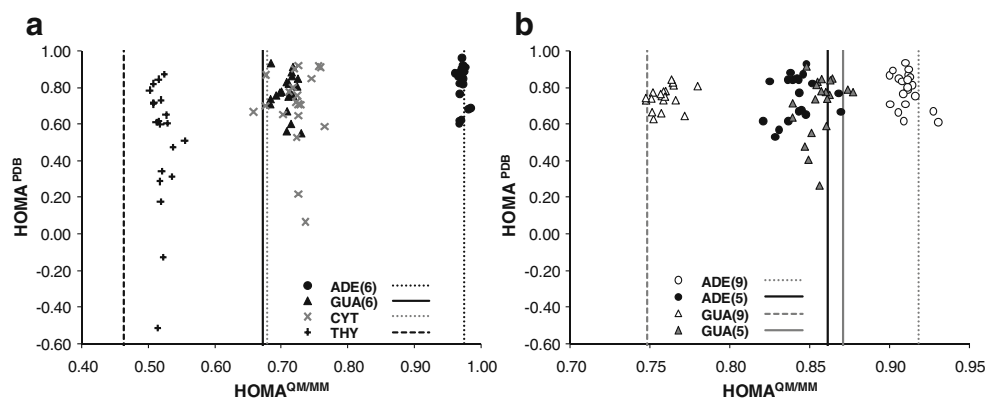 a
1.00
0.80
0.60
0.40
0.20
0.00
-0.20
-0.40
-0.60
HOMA PDB
0.40 0.50 0.60 0.70 0.80 0.90 1.00
HOMA QM/MM
ADE(6)
GUA(6)
CYT
THY
b
1.00
0.80
0.60
0.40
0.20
0.00
-0.20
-0.40
-0.60
HOMA PDB
0.70 0.75 0.80 0.85 0.90 0.95
HOMA QM/MM
ADE(9)
ADE(5)
GUA(9)
GUA(5)